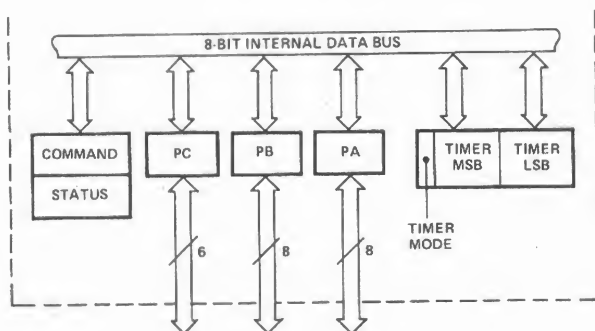 8-BIT INTERNAL DATA BUS
COMMAND
STATUS
PC
PB
PA
TIMER
MSB
TIMER
LSB
TIMER
MODE
6
8
8